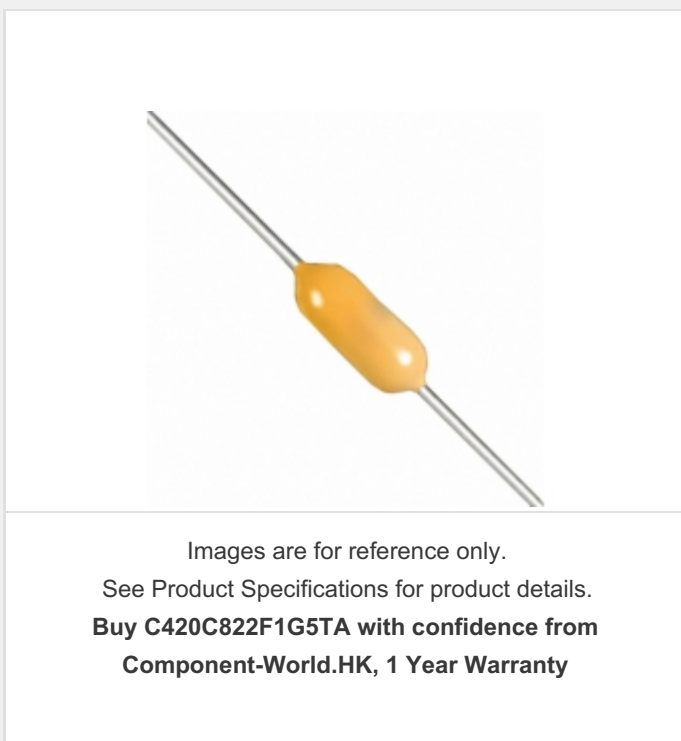 Images are for reference only.
See Product Specifications for product details.
Buy C420C822F1G5TA with confidence from
Component-World.HK, 1 Year Warranty